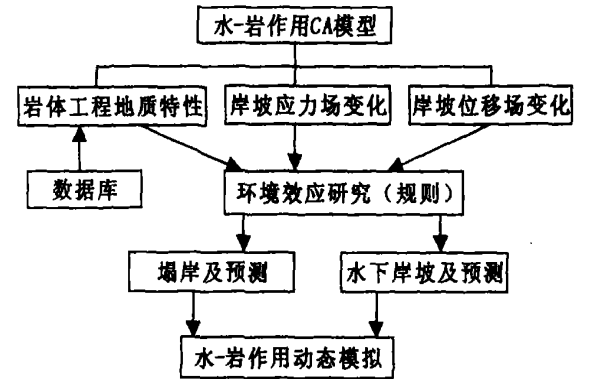 水-岩作用CA模型
岩体工程地质特性
岸坡应力场变化
岸坡位移场变化
数据库
环境效应研究（规则）
塌岸及预测
水下岸坡及预测
水-岩作用动态模拟